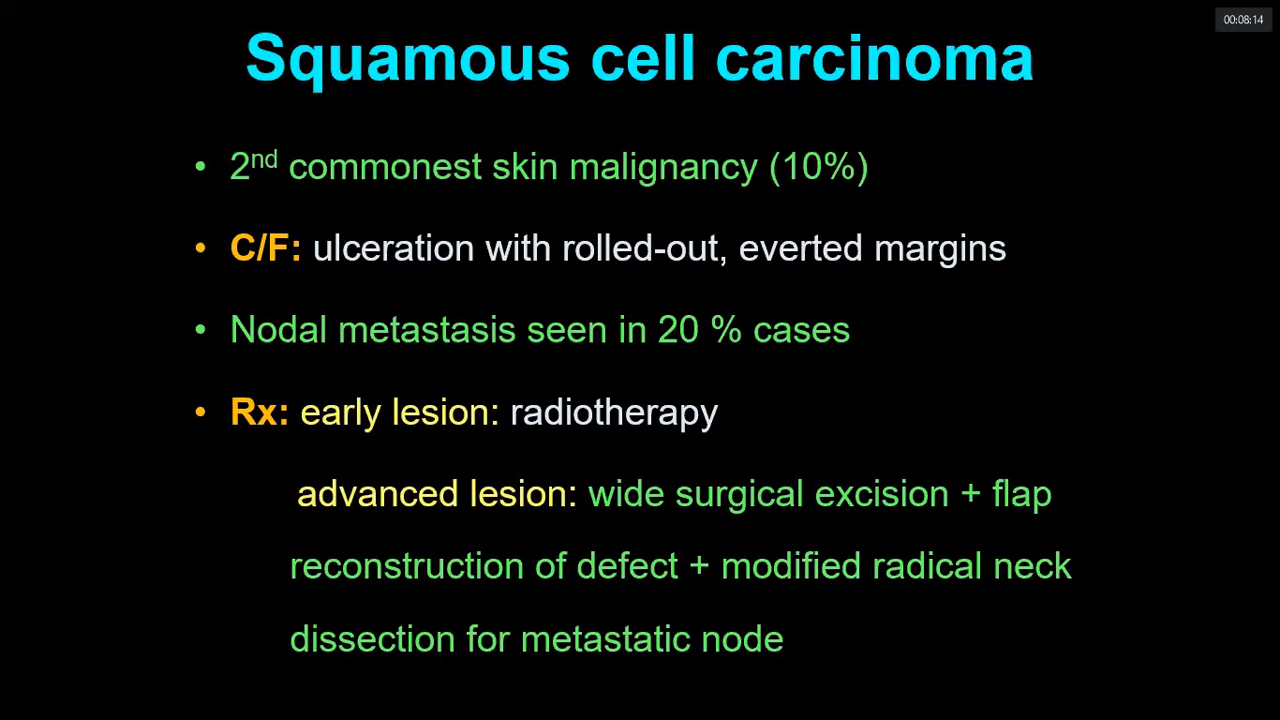 00:08:14
Squamous cell carcinoma
• 2nd commonest skin malignancy (10%)
• C/F: ulceration with rolled-out, everted margins
• Nodal metastasis seen in 20 % cases
• Rx: early lesion: radiotherapy
advanced lesion: wide surgical excision + flap
reconstruction of defect + modified radical neck
dissection for metastatic node